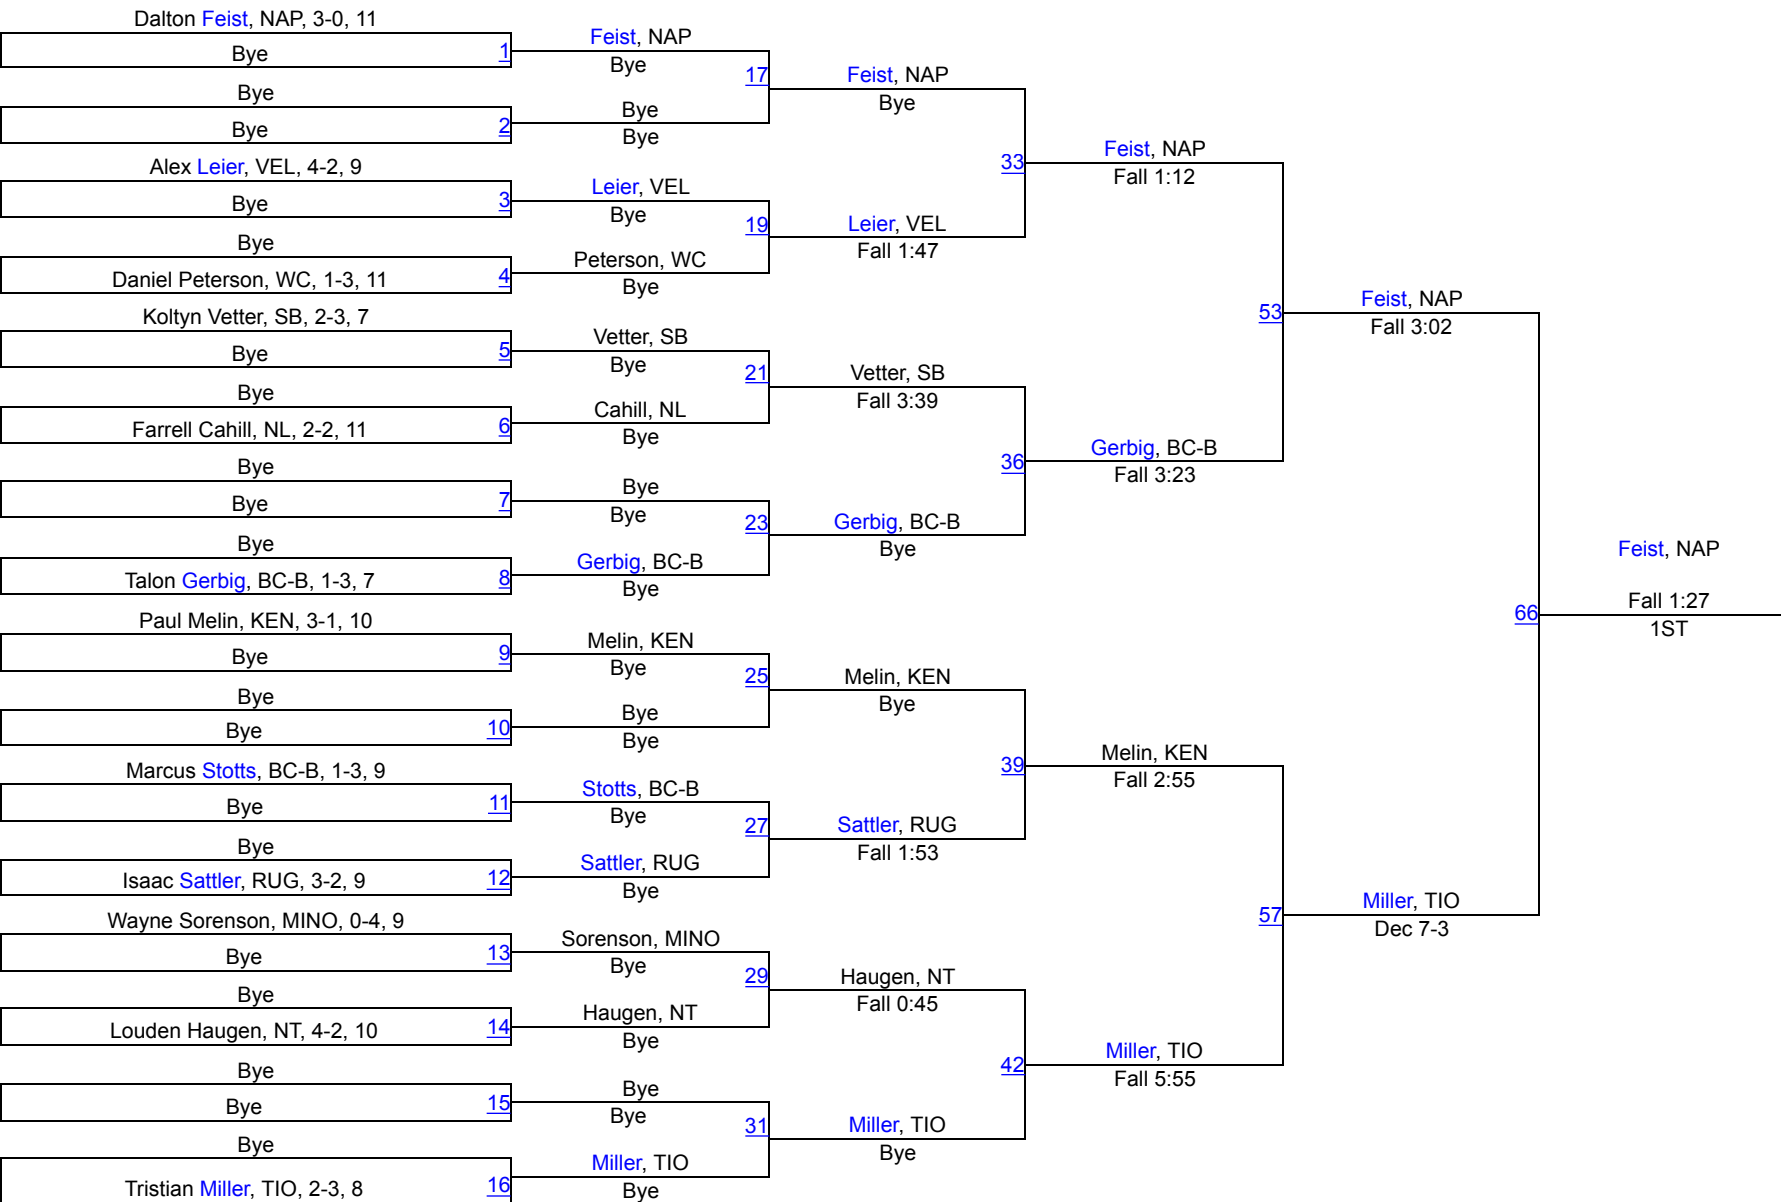 Dalton Feist, NAP, 3-0, 11
Bye
1
Bye
Bye
2
Alex Leier, VEL, 4-2, 9
Bye
3
Bye
Daniel Peterson, WC, 1-3, 11
4
Koltyn Vetter, SB, 2-3, 7
Bye
5
Bye
Farrell Cahill, NL, 2-2, 11
6
Bye
Bye
7
Bye
Talon Gerbig, BC-B, 1-3, 7
8
Paul Melin, KEN, 3-1, 10
Bye
9
Bye
Bye
10
Marcus Stotts, BC-B, 1-3, 9
Bye
11
Bye
Isaac Sattler, RUG, 3-2, 9
12
Wayne Sorenson, MINO, 0-4, 9
Bye
13
Bye
Louden Haugen, NT, 4-2, 10
14
Bye
Bye
15
Bye
Tristian Miller, TIO, 2-3, 8
16
Feist, NAP
Bye
17
Bye
Bye
Leier, VEL
Bye
19
Peterson, WC
Bye
Vetter, SB
Bye
21
Cahill, NL
Bye
Bye
Bye
23
Gerbig, BC-B
Bye
Melin, KEN
Bye
25
Bye
Bye
Stotts, BC-B
Bye
27
Sattler, RUG
Bye
Sorenson, MINO
Bye
29
Haugen, NT
Bye
Bye
Bye
31
Miller, TIO
Bye
Feist, NAP
Bye
33
Leier, VEL
Fall 1:47
Vetter, SB
Fall 3:39
36
Gerbig, BC-B
Bye
Melin, KEN
Bye
39
Sattler, RUG
Fall 1:53
Haugen, NT
Fall 0:45
42
Miller, TIO
Bye
Feist, NAP
Fall 1:12
53
Gerbig, BC-B
Fall 3:23
Melin, KEN
Fall 2:55
57
Miller, TIO
Fall 5:55
Feist, NAP
Fall 3:02
66
Miller, TIO
Dec 7-3
Feist, NAP
Fall 1:27
1ST